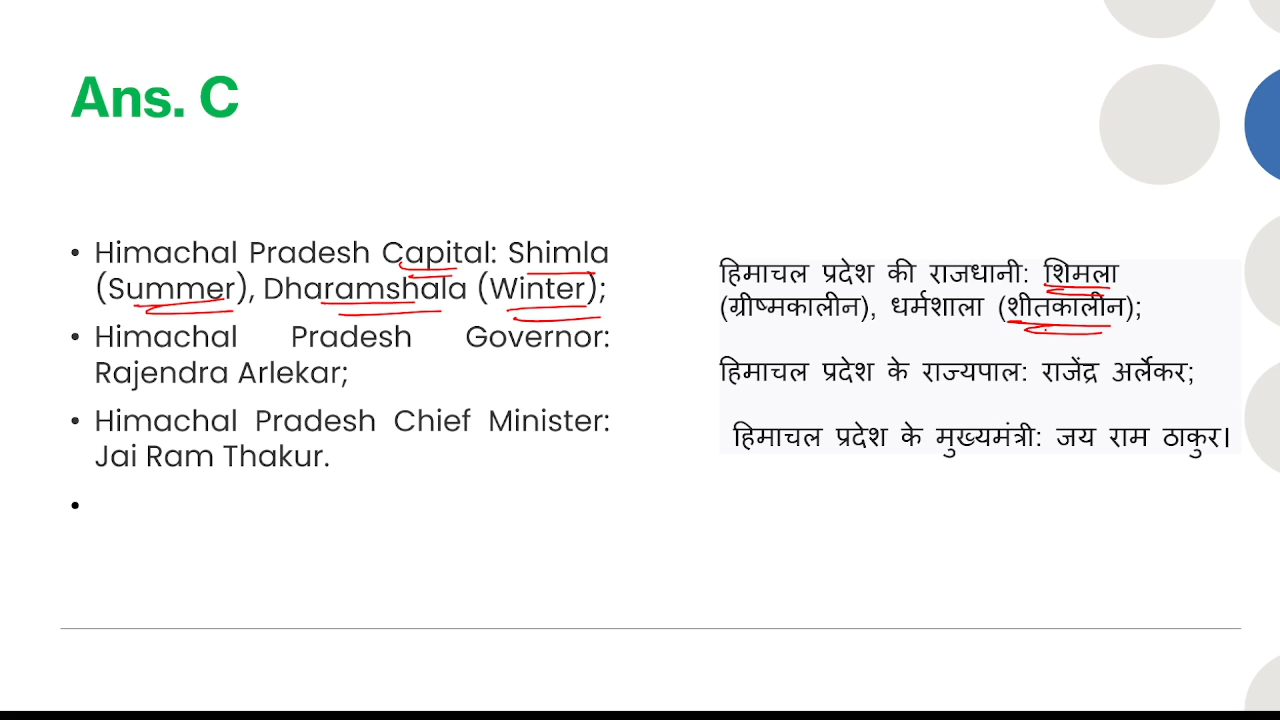 Ans. C
• Himachal Pradesh Capital: Shimla
(Summer), Dharamshala (Winter);
• Himachal Pradesh Governor:
Rajendra Arlekar;
• Himachal Pradesh Chief Minister:
Jai Ram Thakur.
•
हिमाचल प्रदेश की राजधानी: शिमला
(ग्रीष्मकालीन), धर्मशाला (शीतकालीन);
हिमाचल प्रदेश के राज्यपाल: राजेंद्र अर्लेकर;
हिमाचल प्रदेश के मुख्यमंत्री: जय राम ठाकुर।